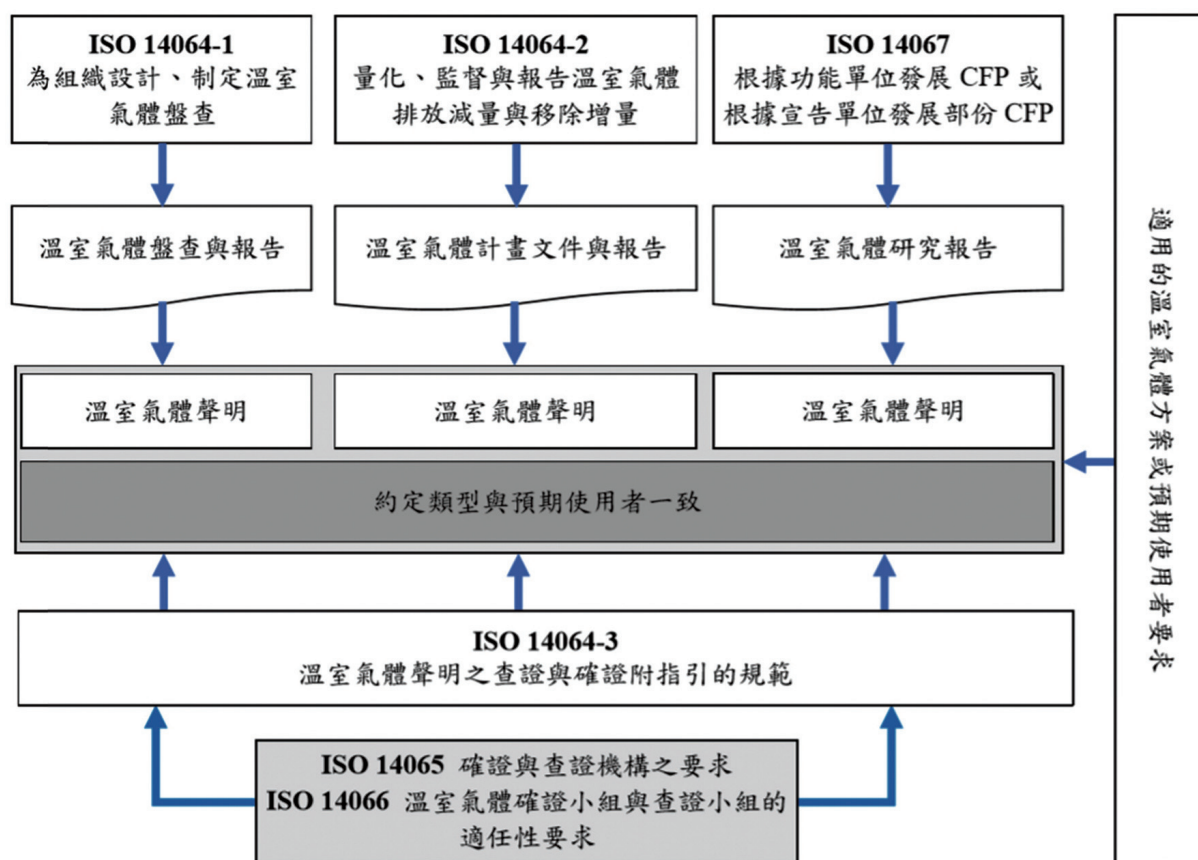 ISO 14064-1
為組織設計、制定溫室
氣體盤查
ISO 14064-2
量化、監督與報告溫室氣體
排放減量與移除增量
ISO 14067
根據功能單位發展 CFP 或
根據宣告單位發展部份 CFP
溫室氣體盤查與報告
溫室氣體計畫文件與報告
溫室氣體研究報告
溫室氣體聲明
溫室氣體聲明
溫室氣體聲明
約定類型與預期使用者一致
ISO 14064-3
溫室氣體聲明之查證與確證附指引的規範
ISO 14065 確證與查證機構之要求
ISO 14066 溫室氣體確證小組與查證小組的
適任性要求
適用的溫室氣體方案或預期使用者要求